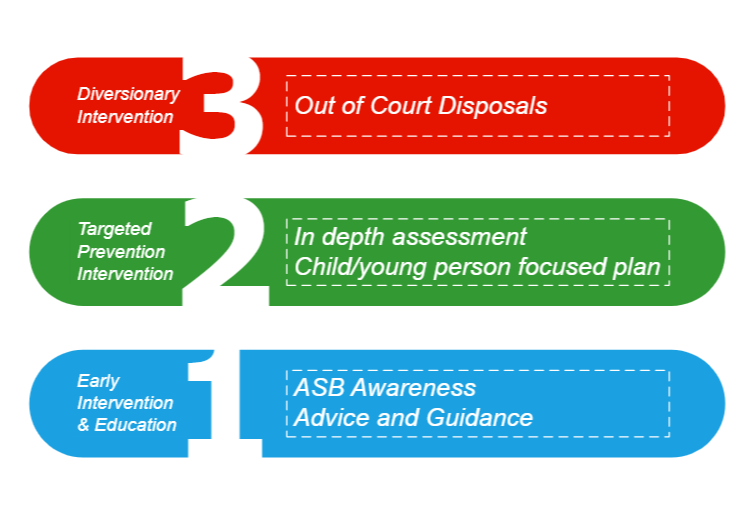 Diversionary
Intervention
3
Out of Court Disposals
Targeted
Prevention
Intervention
2
In depth assessment
Child/young person focused plan
Early
Intervention
& Education
1
ASB Awareness
Advice and Guidance